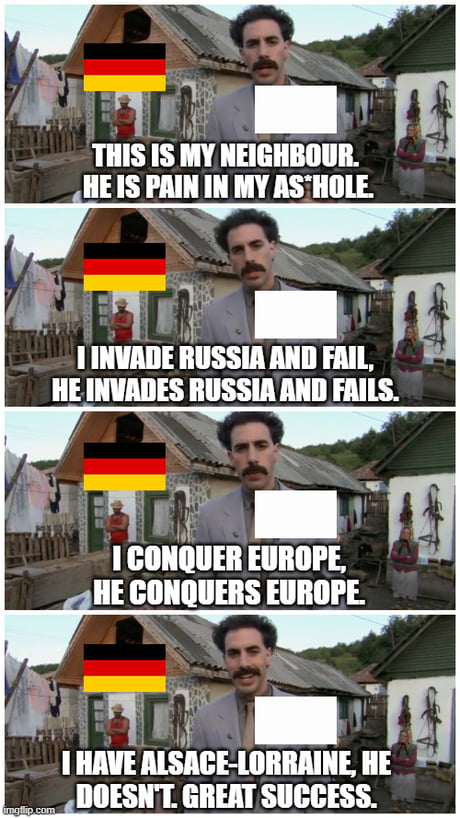 THIS IS MY NEIGHBOUR.
HE IS PAIN IN MY AS*HOLE.
I INVADE RUSSIA AND FAIL,
HE INVADES RUSSIA AND FAILS.
I CONQUER EUROPE,
HE CONQUERS EUROPE.
I HAVE ALSACE-LORRAINE, HE
DOESN'T. GREAT SUCCESS.
imgflip.com